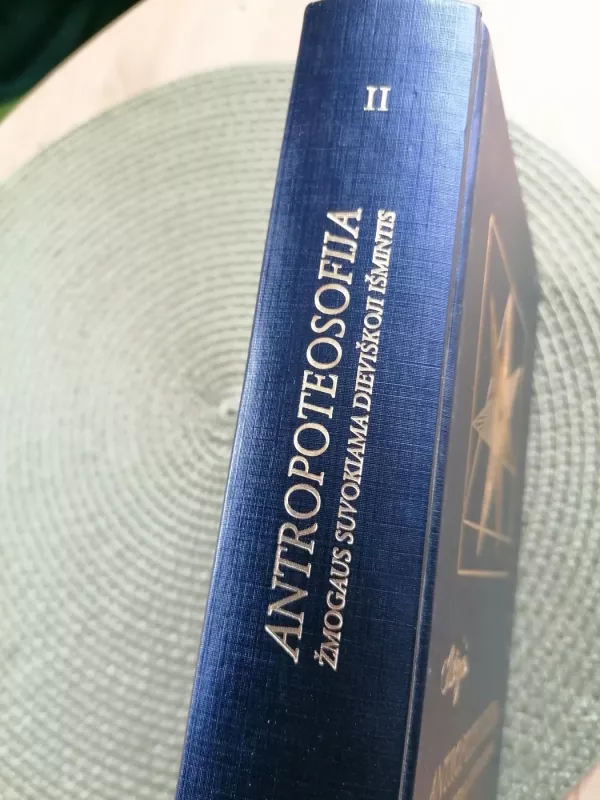 II
ANTROPOTEOSOFIJA
ŽMOGAUS SUVOKIAMA DIEVIŠKOJI IŠMINTIS